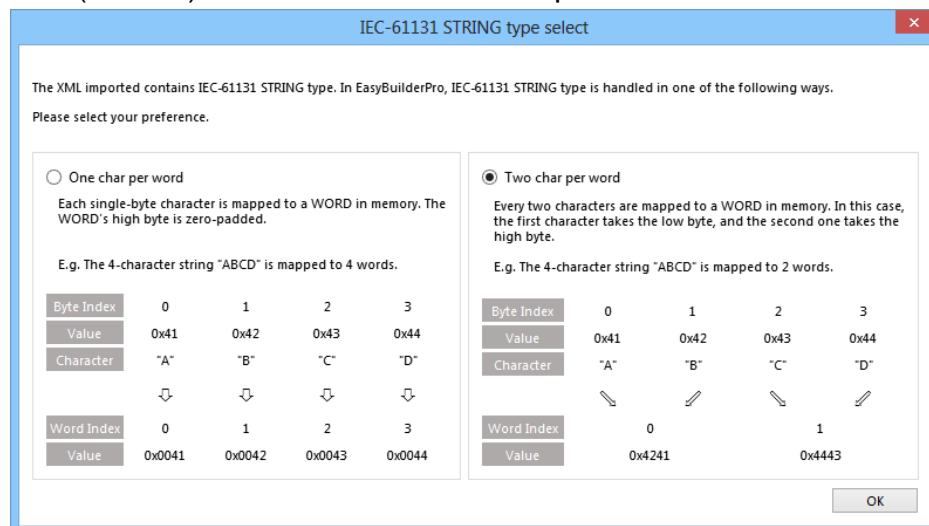 IEC-61131 STRING type select
The XML imported contains IEC-61131 STRING type. In EasyBuilderPro, IEC-61131 STRING type is handled in one of the following ways.
Please select your preference.
One char per word
Each single-byte character is mapped to a WORD in memory. The
WORD's high byte is zero-padded.
E.g. The 4-character string "ABCD" is mapped to 4 words.
Byte Index 0 1 2 3
Value 0x41 0x42 0x43 0x44
Character "A" "B" "C" "D"
Word Index 0 1 2 3
Value 0x0041 0x0042 0x0043 0x0044
Two char per word
Every two characters are mapped to a WORD in memory. In this case,
the first character takes the low byte, and the second one takes the
high byte.
E.g. The 4-character string "ABCD" is mapped to 2 words.
Byte Index 0 1 2 3
Value 0x41 0x42 0x43 0x44
Character "A" "B" "C" "D"
Word Index 0 1
Value 0x4241 0x4443
OK